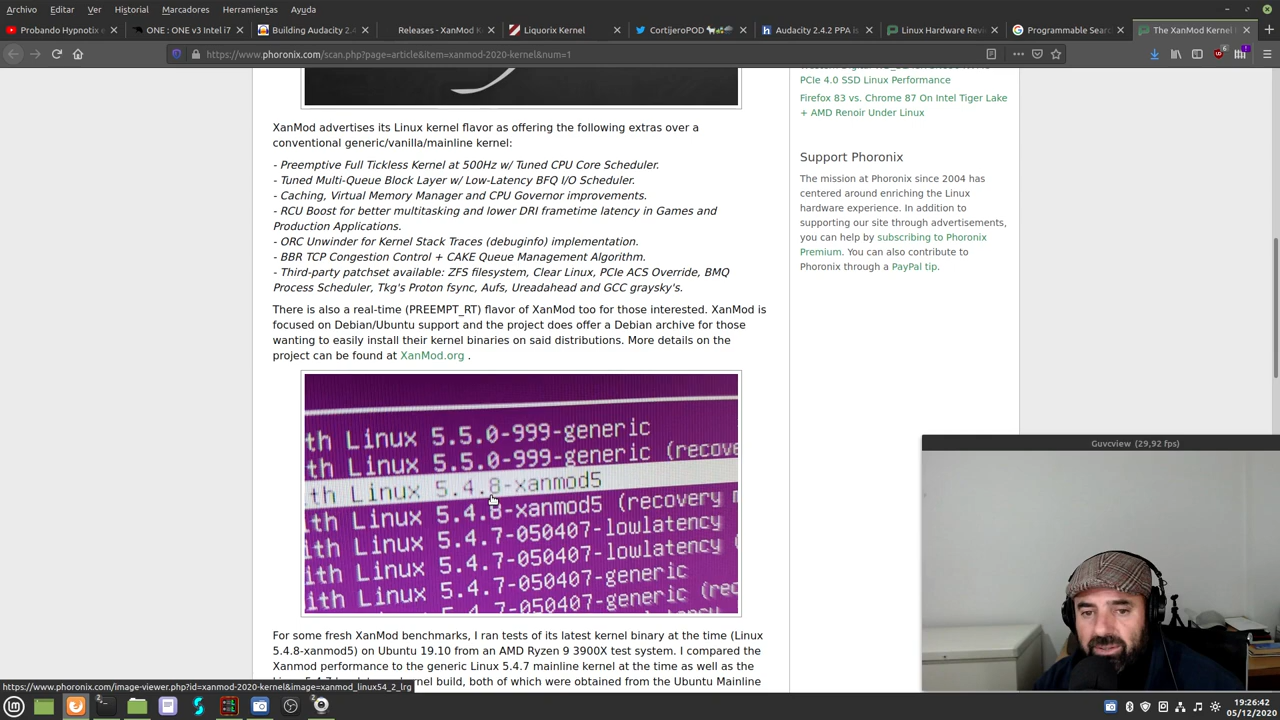 Archivo Editar Ver Historial Marcadores Herramientas Ayuda
Probando Hypnotix e
ONE : ONE v3 Intel i7
Building Audacity 2.4
Releases - XanMod K
Liquorix Kernel
CortijeroPOD
Audacity 2.4.2 PPA is
Linux Hardware Revi
Programmable Sear
The XanMod Kernel
https://www.phoronix.com/scan.php?page=article&item=xanmod-2020-kernel&num=1
XanMod advertises its Linux kernel flavor as offering the following extras over a
conventional generic/vanilla/mainline kernel:
- Preemptive Full Tickless Kernel at 500Hz w/ Tuned CPU Core Scheduler.
- Tuned Multi-Queue Block Layer w/ Low-Latency BFQ I/O Scheduler.
- Caching, Virtual Memory Manager and CPU Governor improvements.
- RCU Boost for better multitasking and lower DRI frametime latency in Games and
Production Applications.
- ORC Unwinder for Kernel Stack Traces (debuginfo) implementation.
- BBR TCP Congestion Control + CAKE Queue Management Algorithm.
- Third-party patchset available: ZFS filesystem, Clear Linux, PCIe ACS Override, BMQ
Process Scheduler, Tkg's Proton fsync, Aufs, Ureadahead and GCC graysky's.
There is also a real-time (PREEMPT_RT) flavor of XanMod too for those interested. XanMod is
focused on Debian/Ubuntu support and the project does offer a Debian archive for those
wanting to easily install their kernel binaries on said distributions. More details on the
project can be found at XanMod.org .
th Linux 5.5.0-999-generic
th Linux 5.5.0-999-generic (recove
th Linux 5.4.8-xanmod5
ith Linux 5.4.8-xanmod5 (recovery m
ith Linux 5.4.7-050407-lowlatency
ith Linux 5.4.7-050407-lowlatency (
ith Linux 5.4.7-050407-generic
ith Linux 5.4.7-050407-generic (rec
For some fresh XanMod benchmarks, I ran tests of its latest kernel binary at the time (Linux
5.4.8-xanmod5) on Ubuntu 19.10 from an AMD Ryzen 9 3900X test system. I compared the
Xanmod performance to the generic Linux 5.4.7 mainline kernel at the time as well as the
rnel build, both of which were obtained from the Ubuntu Mainline
PCIe 4.0 SSD Linux Performance
Firefox 83 vs. Chrome 87 On Intel Tiger Lake
+ AMD Renoir Under Linux
Support Phoronix
The mission at Phoronix since 2004 has
centered around enriching the Linux
hardware experience. In addition to
supporting our site through advertisements,
you can help by subscribing to Phoronix
Premium. You can also contribute to
Phoronix through a PayPal tip.
Guvcview (29,92 fps)
https://www.phoronix.com/image-viewer.php?id=xanmod-2020-kernel&image=xanmod_linux54_2_lrg
19:26:42
05/12/2020